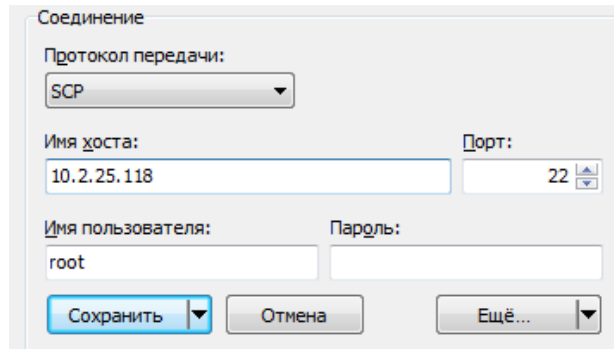 Соединение
Протокол передачи:
SCP
Имя хоста: Порт:
10.2.25.118 22
Имя пользователя: Пароль:
root
Сохранить Отмена Ещё...